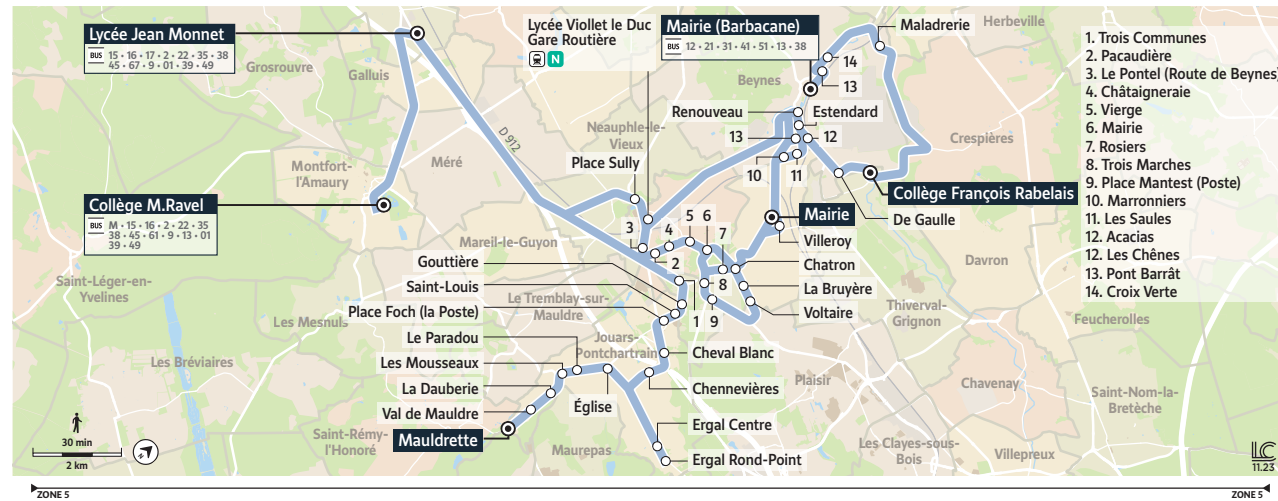 Lycée Jean Monnet
BUS 15 • 16 • 17 • 2 • 22 • 35 • 38
45 • 67 • 9 • 01 • 39 • 49
Lycée Viollet le Duc
Gare Routière
N
Mairie (Barbacane)
BUS 12 • 21 • 31 • 41 • 51 • 13 • 38
Maladrerie
Herbeville
Grosrouvre
Galluis
Beynes
14
13
Renouveau
Estendard
D 912
Neauphle-le-
Vieux
13
12
Crespières
Méré
Place Sully
10
11
Montfort-
l'Amaury
Collège François Rabelais
De Gaulle
Collège M.Ravel
BUS M • 15 • 16 • 2 • 22 • 35
38 • 45 • 61 • 9 • 13 • 01
39 • 49
Mairie
Villeroy
3
4
5
6
7
2
Mareil-le-Guyon
Gouttière
Chatron
Davron
Saint-Léger-en-
Yvelines
Saint-Louis
8
La Bruyère
Le Tremblay-sur-
Mauldre
Place Foch (la Poste)
1
9
Voltaire
Thiverval-
Grignon
Feucherolles
Les Mesnuls
Le Paradou
Jouars-
Pontchartrain
Cheval Blanc
Les Bréviaires
Les Mousseaux
La Dauberie
Chennevières
Plaisir
Chavenay
Saint-Nom-la-
Bretèche
Val de Mauldre
Église
Mauldrette
Saint-Rémy-
l'Honoré
Ergal Centre
Maurepas
Ergal Rond-Point
Les Clayes-sous-
Bois
Villepreux
1. Trois Communes
2. Pacaudière
3. Le Pontel (Route de Beynes)
4. Châtaigneraie
5. Vierge
6. Mairie
7. Rosiers
8. Trois Marches
9. Place Mantest (Poste)
10. Marronniers
11. Les Saules
12. Acacias
12. Les Chênes
13. Pont Barrât
14. Croix Verte
30 min
2 km
LC
11.23
ZONE 5
ZONE 5